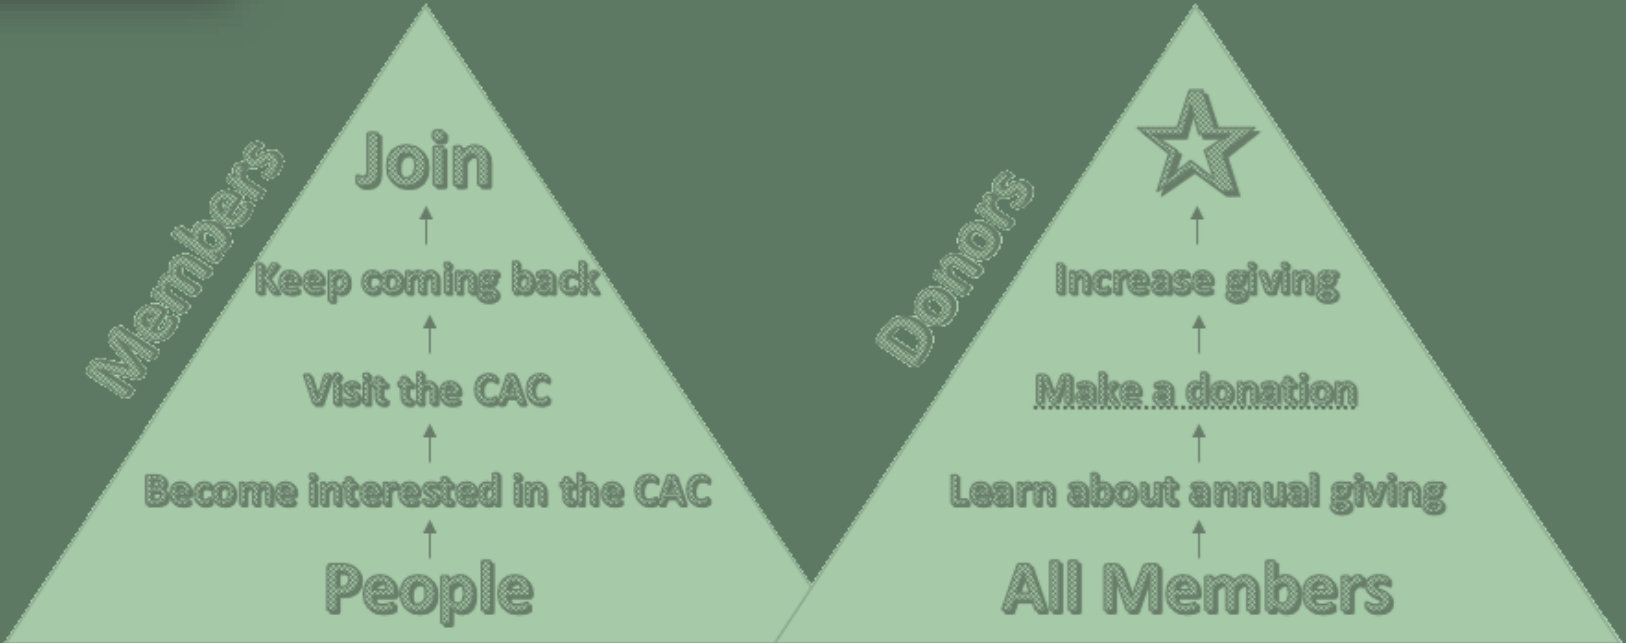 Members
Join
Keep coming back
Visit the CAC
Become interested in the CAC
People
Donors
Increase giving
Make a donation
Learn about annual giving
All Members